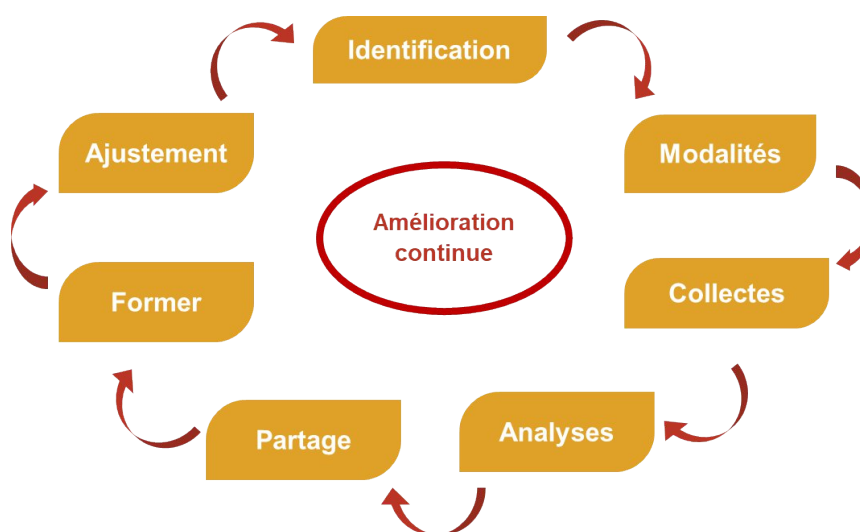 Identification
Modalités
Collectes
Analyses
Partage
Former
Ajustement
Amélioration
continue